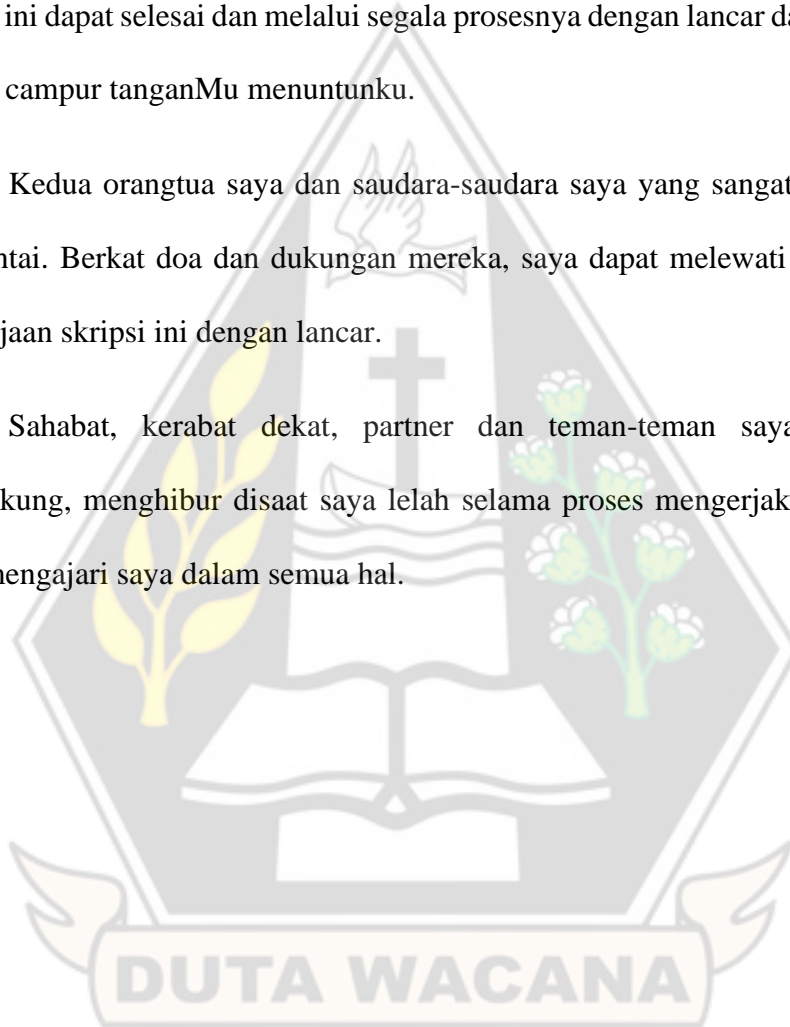 ini dapat selesai dan melalui segala prosesnya dengan lancar da
campur tanganMu menuntunku.
Kedua orangtua saya dan saudara-saudara saya yang sangat
ntai. Berkat doa dan dukungan mereka, saya dapat melewati
jaan skripsi ini dengan lancar.
Sahabat, kerabat dekat, partner dan teman-teman saya
kung, menghibur disaat saya lelah selama proses mengerjak
nengajari saya dalam semua hal.
DUTA WACANA